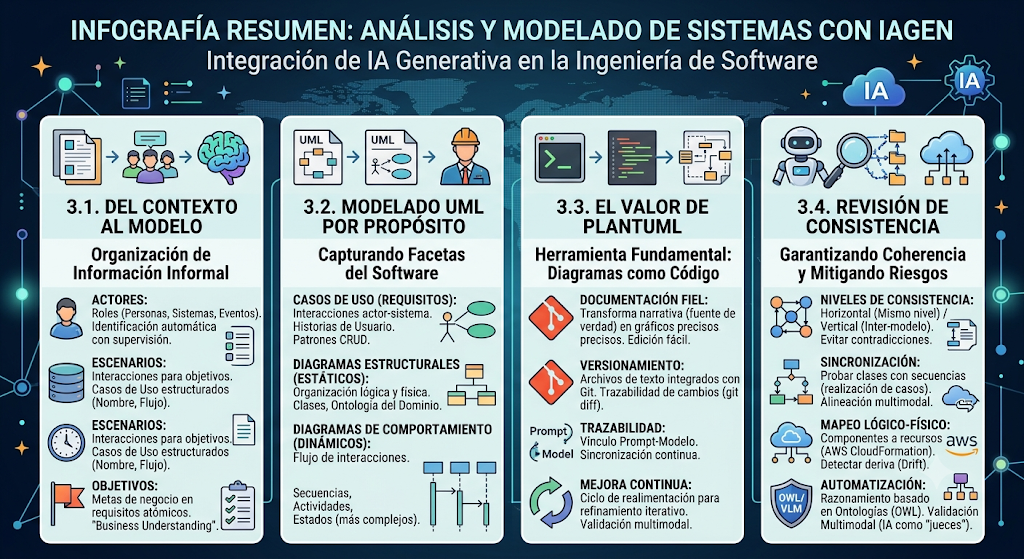 INFOGRAFÍA RESUMEN: ANÁLISIS Y MODELADO DE SISTEMAS CON IAGEN
Integración de IA Generativa en la Ingeniería de Software
IA
IA
3.1. DEL CONTEXTO
AL MODELO
Organización de
Información Informal
ACTORES:
Roles (Personas, Sistemas, Eventos).
Identificación automática
con supervisión.
ESCENARIOS:
Interacciones para objetivos.
Casos de Uso estructurados
(Nombre, Flujo).
ESCENARIOS:
Interacciones para objetivos.
Casos de Uso estructurados
(Nombre, Flujo).
OBJETIVOS:
Metas de negocio en
requisitos atómicos.
"Business Understanding".
UML
UML
3.2. MODELADO UML
POR PROPÓSITO
Capturando Facetas
del Software
CASOS DE USO (REQUISITOS):
Interacciones actor-sistema.
Historias de Usuario.
Patrones CRUD.
DIAGRAMAS ESTRUCTURALES
(ESTÁTICOS):
Organización lógica y física.
Clases, Ontología del Dominio.
DIAGRAMAS DE COMPORTAMIENTO
(DINÁMICOS):
Flujo de interacciones.
Secuencias,
Actividades,
Estados (más complejos).
3.3. EL VALOR DE
PLANTUML
Herramienta Fundamental:
Diagramas como Código
DOCUMENTACIÓN FIEL:
Transforma narrativa (fuente de
verdad) en gráficos precisos
precisos. Edición fácil.
VERSIONAMIENTO:
Archivos de texto integrados con
Git. Trazabilidad de cambios (git
diff).
Prompt
Model
TRAZABILIDAD:
Vínculo Prompt-Modelo.
Sincronización continua.
MEJORA CONTINUA:
Ciclo de realimentación para
refinamiento iterativo.
Validación multimodal.
3.4. REVISIÓN DE
CONSISTENCIA
Garantizando Coherencia
y Mitigando Riesgos
NIVELES DE CONSISTENCIA:
Horizontal (Mismo nivel) /
Vertical (Inter-modelo).
Evitar contradicciones.
SINCRONIZACIÓN:
Probar clases con secuencias
(realización de casos).
Alineación multimodal.
MAPEO LÓGICO-FÍSICO:
Componentes a recursos
(AWS CloudFormation).
Detectar deriva (Drift).
aws
OWL/
VLM
AUTOMATIZACIÓN:
Razonamiento basado
en Ontologías (OWL). Validación
Multimodal (IA como "jueces").